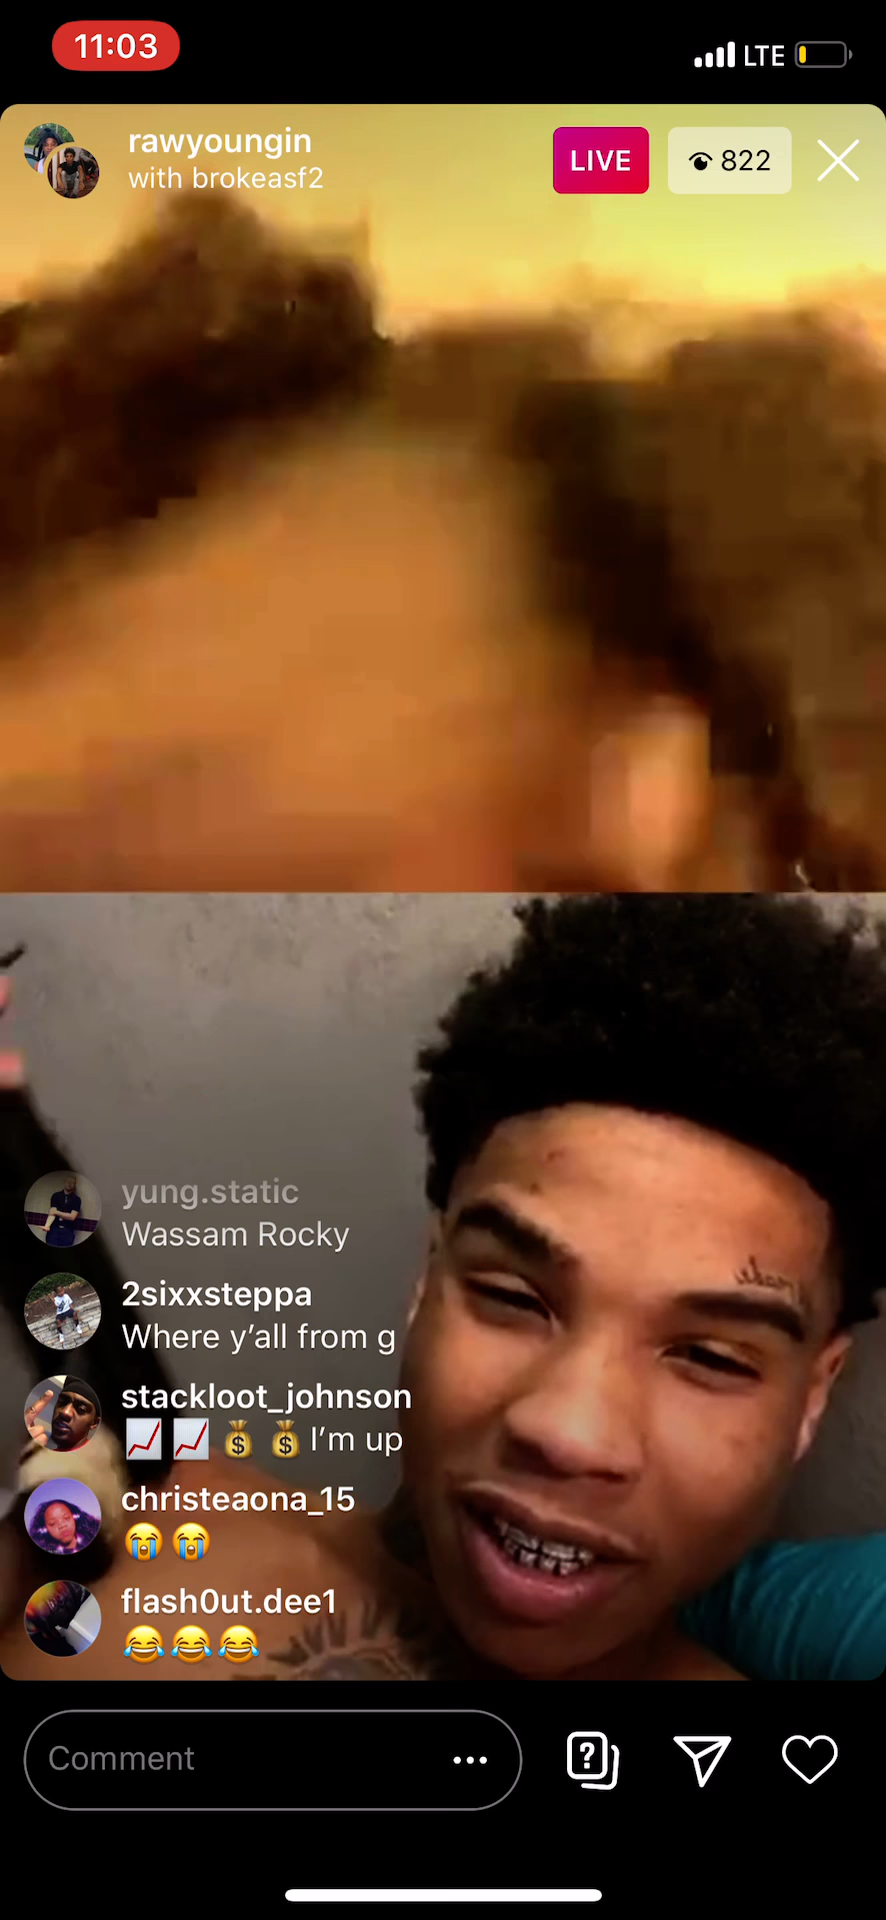 11:03
LTE
rawyoungin
with brokeasf2
LIVE
822
yung.static
Wassam Rocky
2sixxsteppa
Where y’all from g
stackloot_johnson
📈 📈 💰 💰 I’m up
christeaona_15
😭 😭
flash0ut.dee1
😂😂😂
Comment